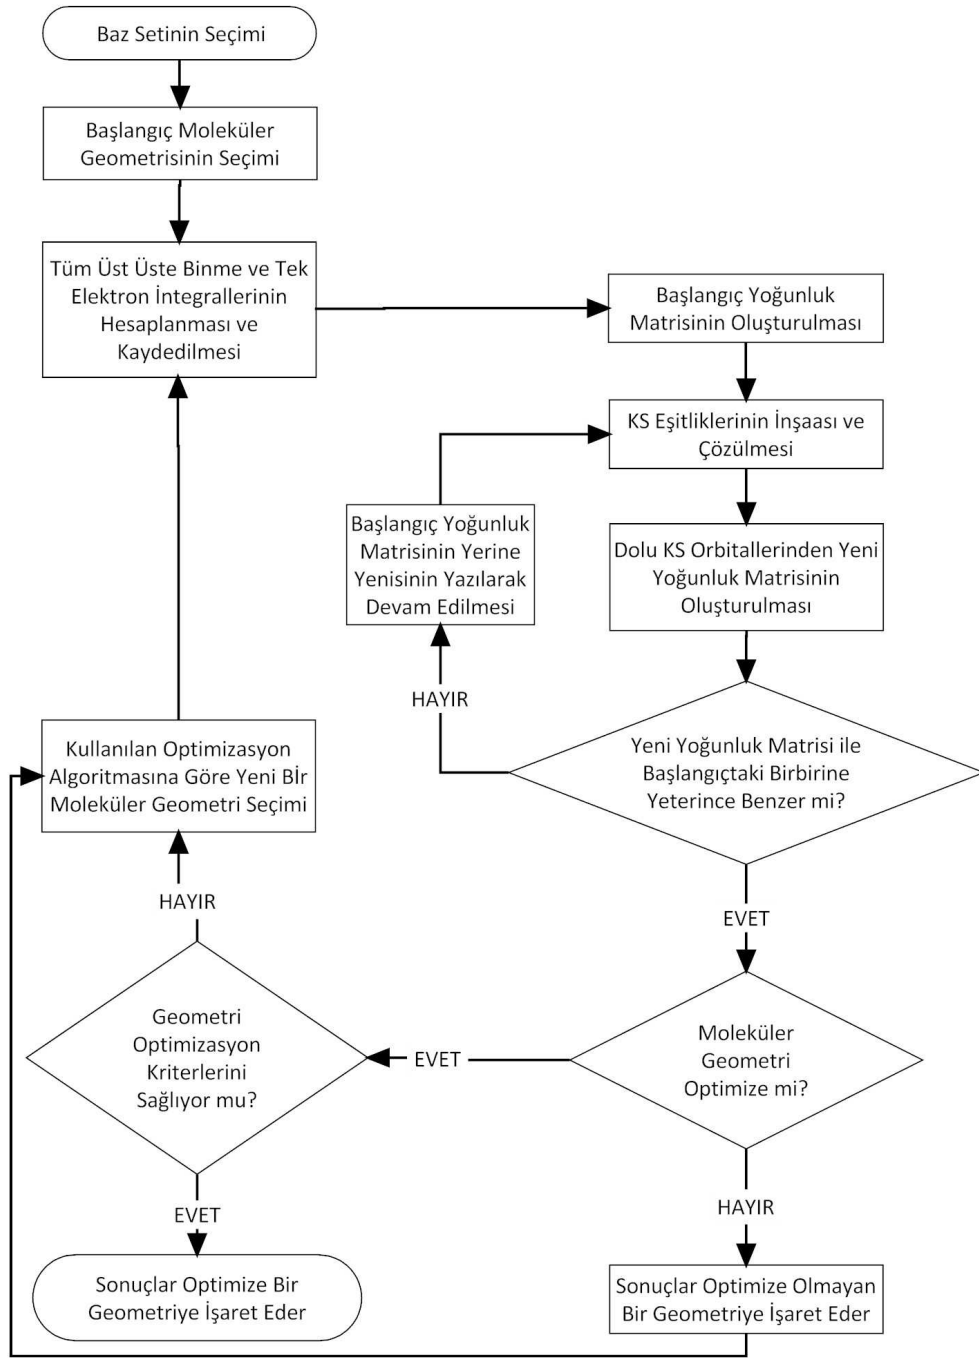 Baz Setinin Seçimi
Başlangıç Moleküler
Geometrisinin Seçimi
Tüm Üst Üste Binme ve Tek
Elektron İntegrallerinin
Hesaplanması ve
Kaydedilmesi
Başlangıç Yoğunluk
Matrisinin Oluşturulması
KS Eşitliklerinin İnşaası ve
Çözülmesi
Başlangıç Yoğunluk
Matrisinin Yerine
Yenisinin Yazılarak
Devam Edilmesi
Dolu KS Orbitallerinden Yeni
Yoğunluk Matrisinin
Oluşturulması
HAYIR
Yeni Yoğunluk Matrisi ile
Başlangıçtaki Birbirine
Yeterince Benzer mi?
Kullanılan Optimizasyon
Algoritmasına Göre Yeni Bİr
Moleküler Geometri Seçimi
HAYIR
EVET
Geometri
Optimizasyon
Kriterlerini
Sağlıyor mu?
EVET
Moleküler
Geometri
Optimize mi?
EVET
HAYIR
Sonuçlar Optimize Bir
Geometriye İşaret Eder
Sonuçlar Optimize Olmayan
Bir Geometriye İşaret Eder